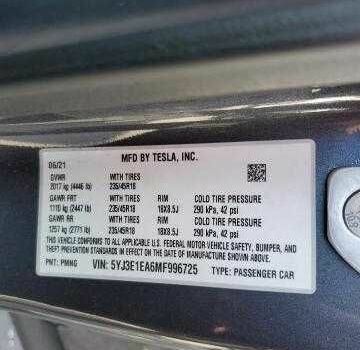 MFD BY TESLA, INC.
06/21
GVWR WITH TIRES
2017 kg (4446 lb) 235/45R18
GAWR FRT WITH TIRES RIM COLD TIRE PRESSURE
1110 kg (2447 lb) 235/45R18 18X8.5J 290 kPa, 42 psi
GAWR RR WITH TIRES RIM COLD TIRE PRESSURE
1257 kg (2771 lb) 235/45R18 18X8.5J 290 kPa, 42 psi
THIS VEHICLE CONFORMS TO ALL APPLICABLE U.S. FEDERAL MOTOR VEHICLE SAFETY, BUMPER, AND
THEFT PREVENTION STANDARDS IN EFFECT ON THE DATE OF MANUFACTURE SHOWN ABOVE.
PMT: PMNG VIN: 5YJ3E1EA6MF996725 TYPE: PASSENGER CAR